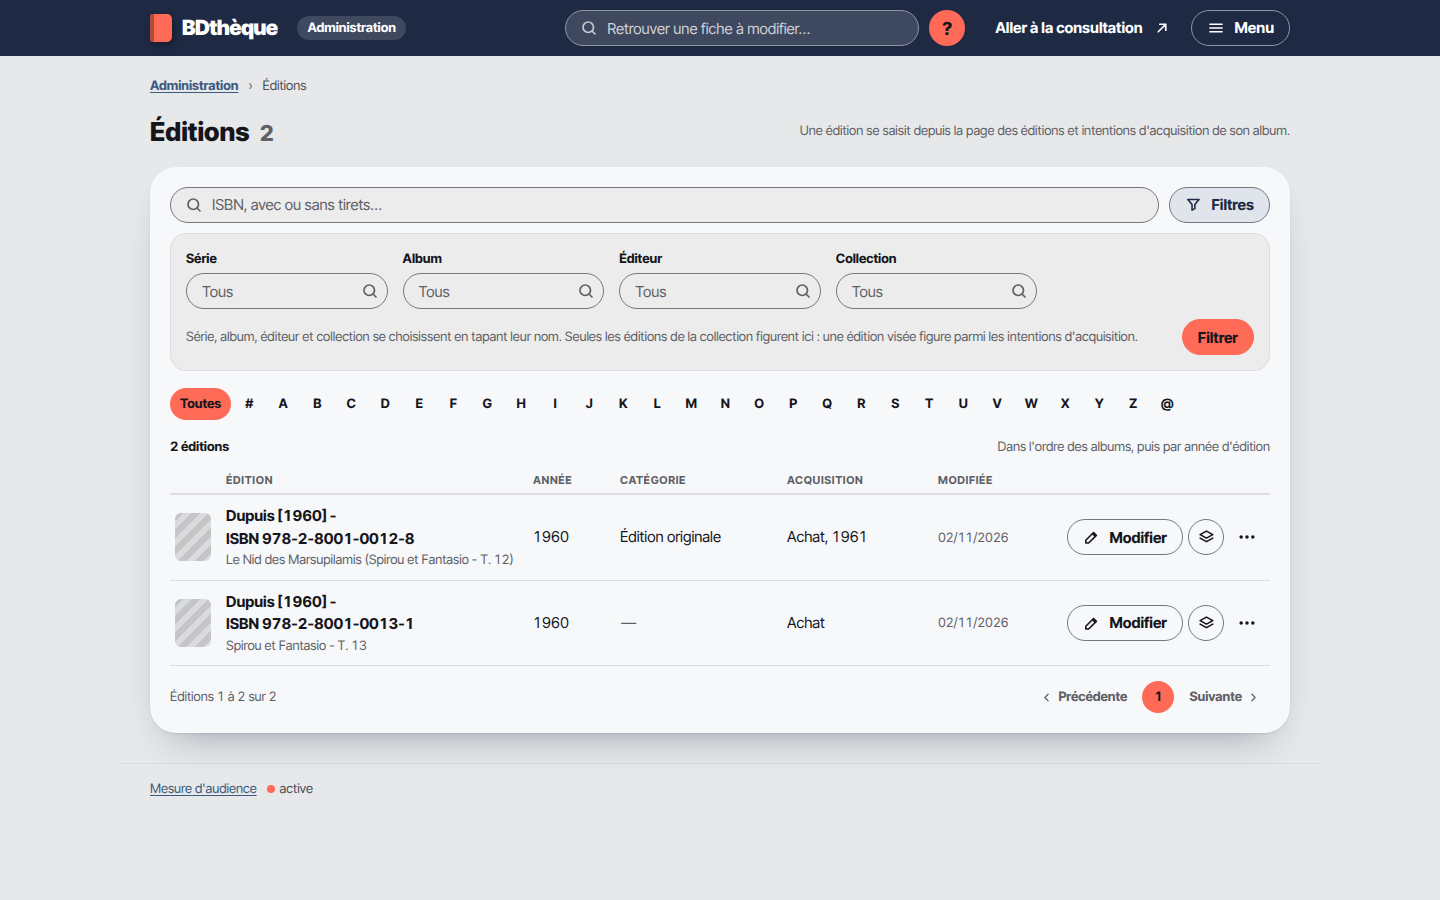 BDthèque
Administration
Retrouver une fiche à modifier...
?
Aller à la consultation
Menu
Administration › Éditions
Éditions 2
Une édition se saisit depuis la page des éditions et intentions d'acquisition de son album.
ISBN, avec ou sans tirets...
Filtres
Série
Album
Éditeur
Collection
Tous
Tous
Tous
Tous
Série, album, éditeur et collection se choisissent en tapant leur nom. Seules les éditions de la collection figurent ici : une édition visée figure parmi les intentions d'acquisition.
Filtrer
Toutes # A B C D E F G H I J K L M N O P Q R S T U V W X Y Z @
2 éditions
Dans l'ordre des albums, puis par année d'édition
ÉDITION ANNÉE CATÉGORIE ACQUISITION MODIFIÉE
Dupuis [1960] -
ISBN 978-2-8001-0012-8
Le Nid des Marsupilamis (Spirou et Fantasio - T. 12)
1960
Édition originale
Achat, 1961
02/11/2026
Modifier
Dupuis [1960] -
ISBN 978-2-8001-0013-1
Spirou et Fantasio - T. 13
1960
—
Achat
02/11/2026
Modifier
Éditions 1 à 2 sur 2
‹ Précédente
1
Suivante ›
Mesure d'audience
active